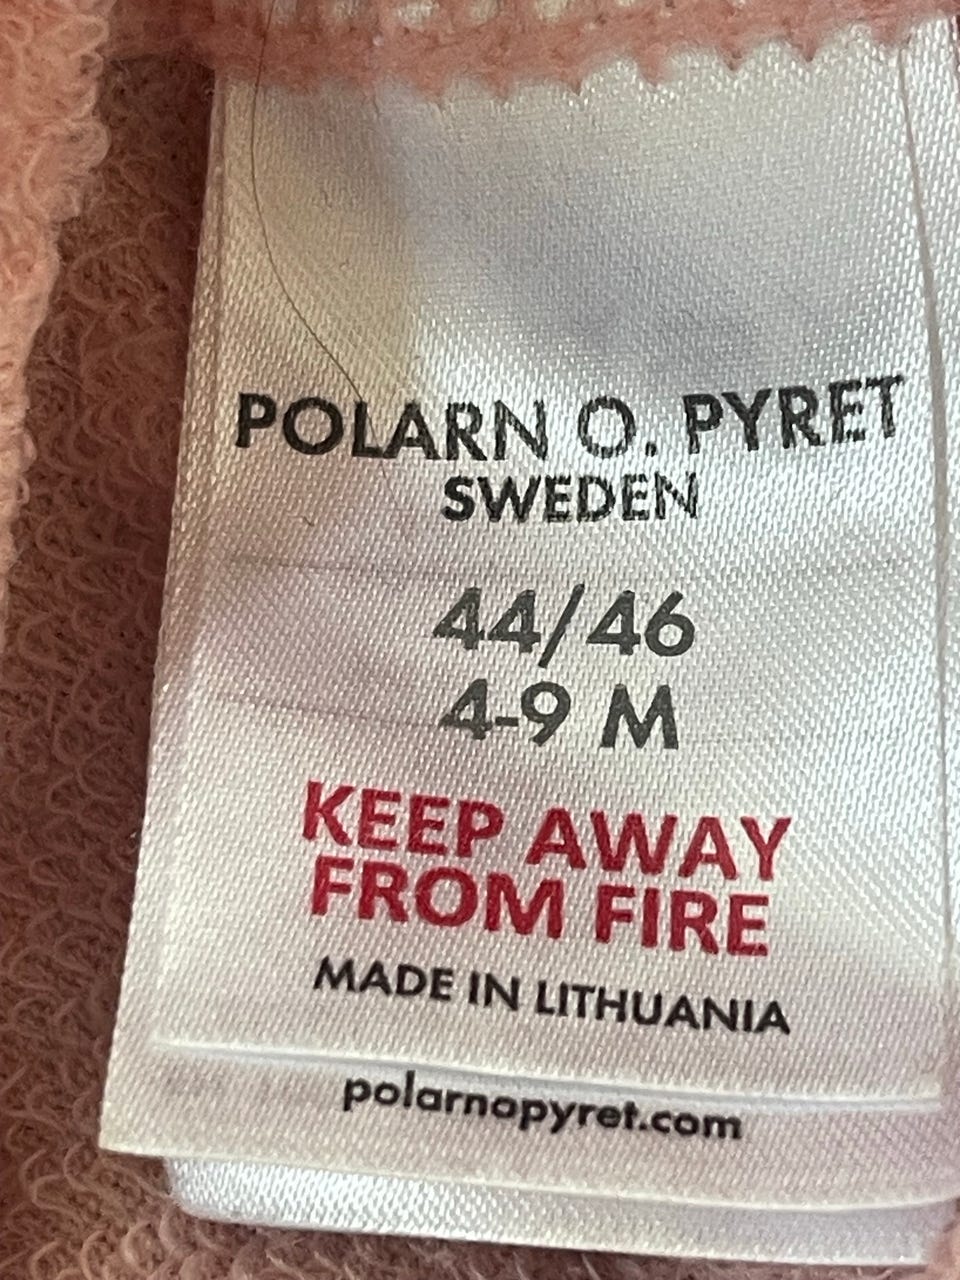 POLARN O. PYRET
SWEDEN
44/46
4-9 M
KEEP AWAY
FROM FIRE
MADE IN LITHUANIA
polarnopyret.com